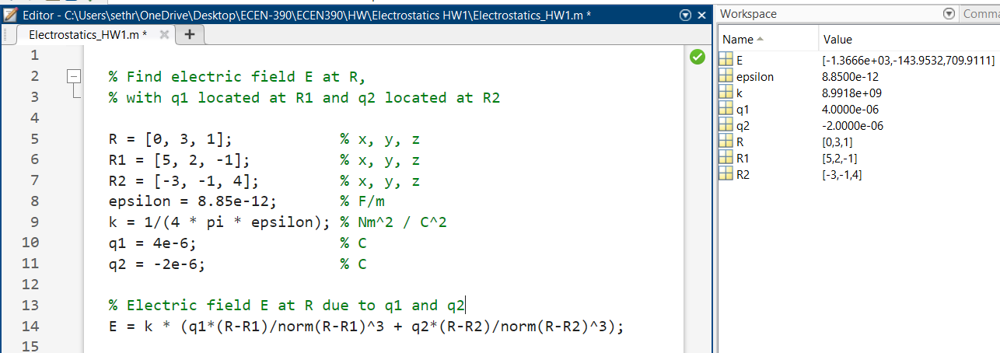 Editor - C:\Users\sethr\OneDrive\Desktop\ECEN-390\ECEN390\HW\Electrostatics HW1\Electrostatics_HW1.m *
Electrostatics_HW1.m *
1
2 % Find electric field E at R,
3 % with q1 located at R1 and q2 located at R2
4
5 R = [0, 3, 1]; % x, y, z
6 R1 = [5, 2, -1]; % x, y, z
7 R2 = [-3, -1, 4]; % x, y, z
8 epsilon = 8.85e-12; % F/m
9 k = 1/(4 * pi * epsilon); % Nm^2 / C^2
10 q1 = 4e-6; % C
11 q2 = -2e-6; % C
12
13 % Electric field E at R due to q1 and q2
14 E = k * (q1*(R-R1)/norm(R-R1)^3 + q2*(R-R2)/norm(R-R2)^3);
15
Workspace
Comma
Name Value
E [-1.3666e+03,-143.9532,709.9111]
epsilon 8.8500e-12
k 8.9918e+09
q1 4.0000e-06
q2 -2.0000e-06
R [0,3,1]
R1 [5,2,-1]
R2 [-3,-1,4]